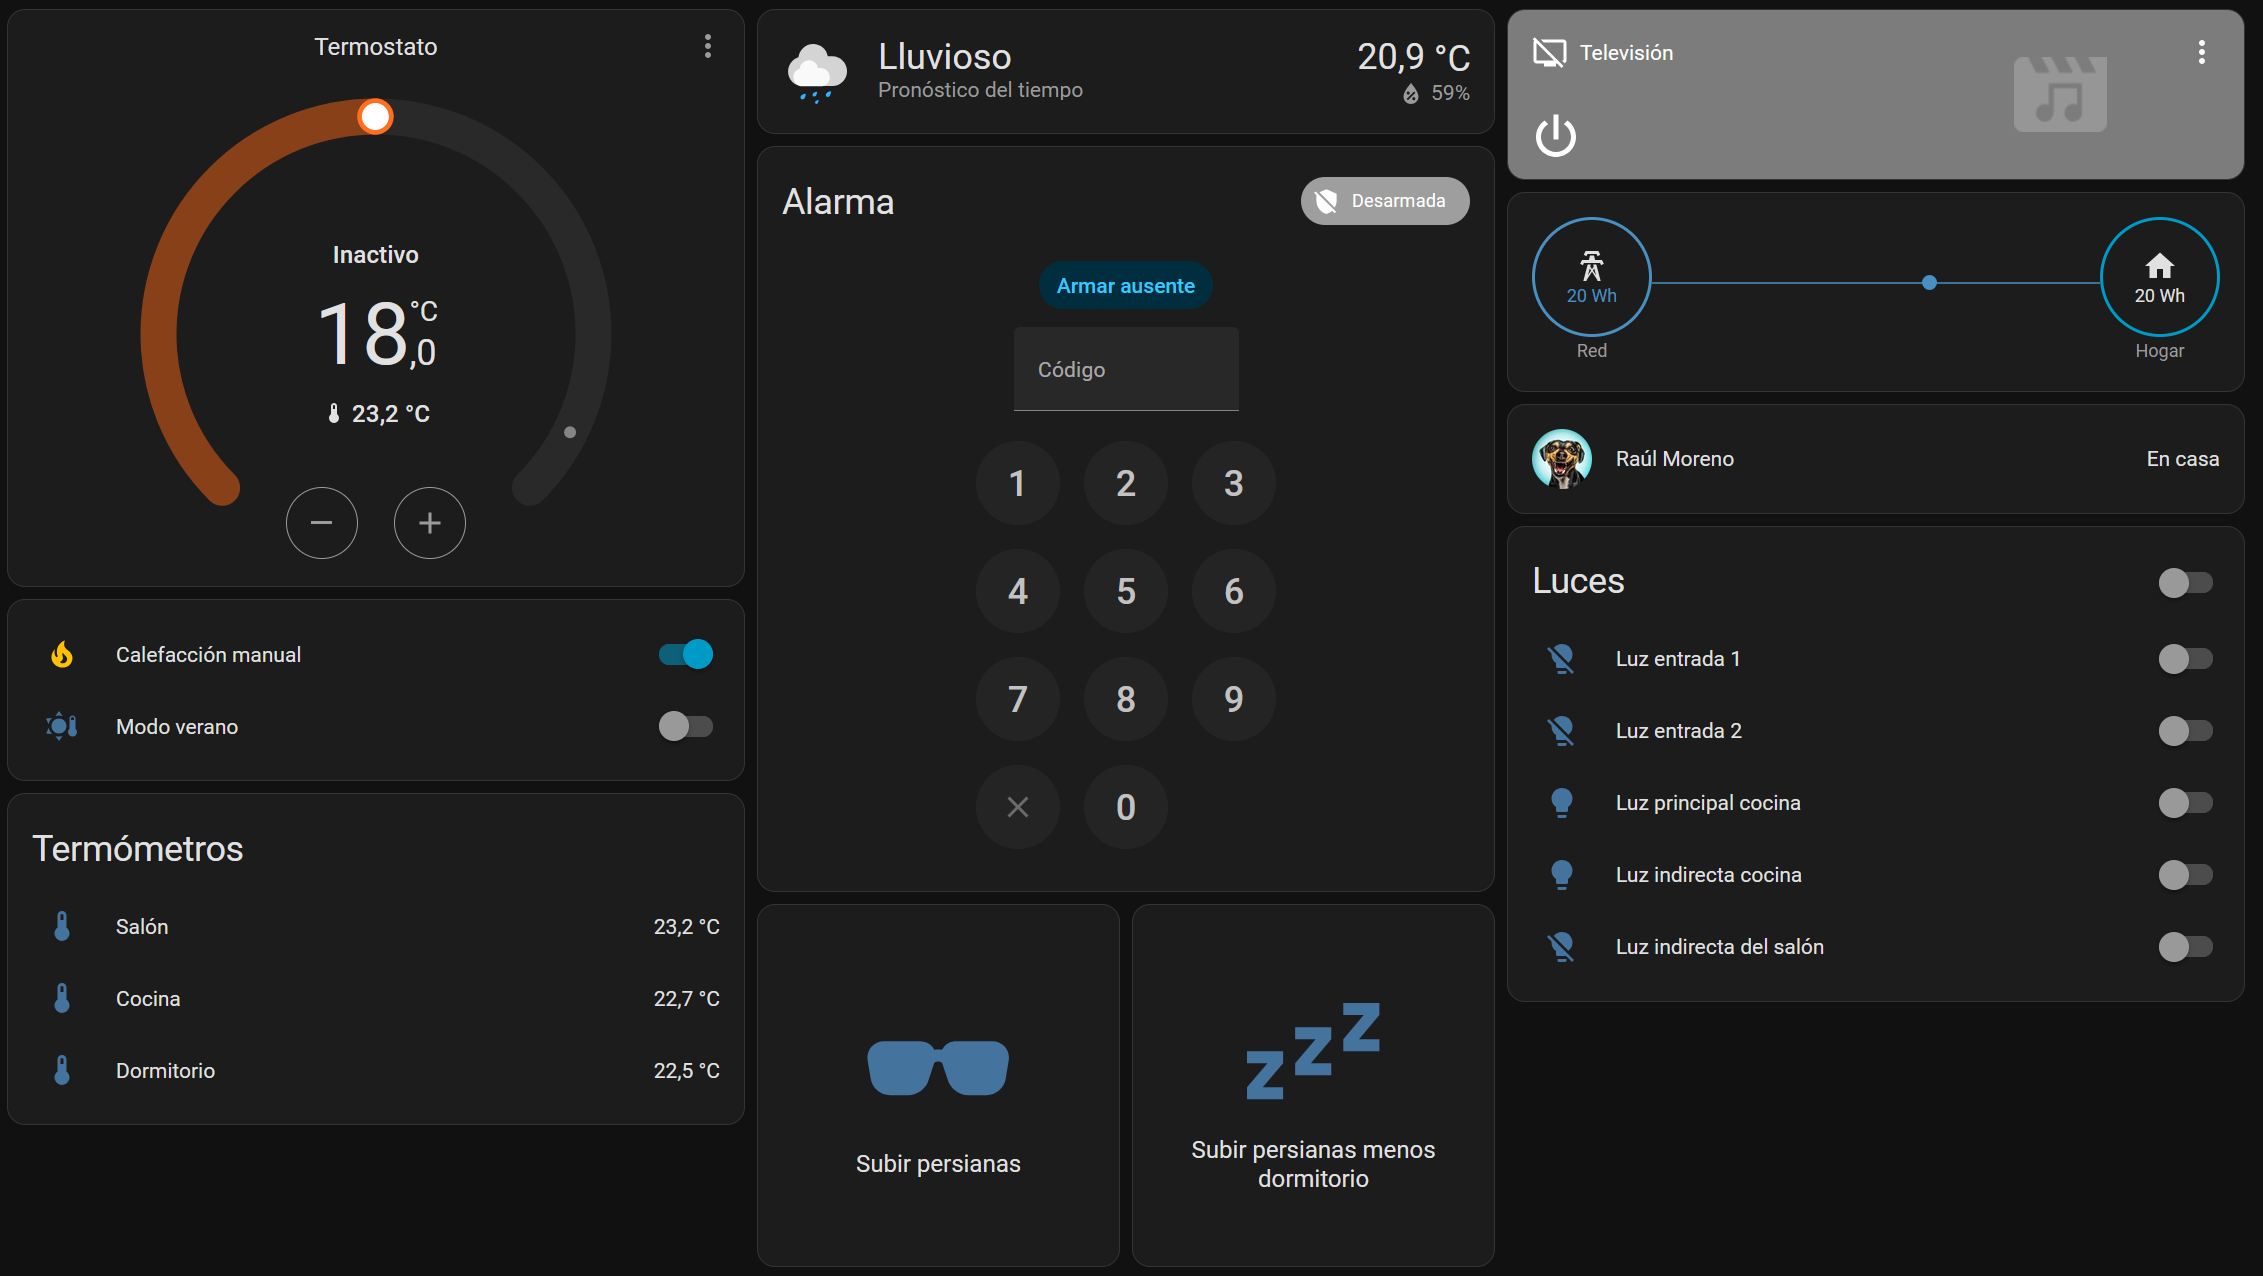 Termostato
Inactivo
18,0 °C
23,2 °C
Calefacción manual
Modo verano
Termómetros
Salón 23,2 °C
Cocina 22,7 °C
Dormitorio 22,5 °C
Lluvioso 20,9 °C
Pronóstico del tiempo 59%
Alarma Desarmada
Armar ausente
Código
1 2 3
4 5 6
7 8 9
0
Subir persianas
Subir persianas menos
dormitorio
Televisión
20 Wh 20 Wh
Red Hogar
Raúl Moreno En casa
Luces
Luz entrada 1
Luz entrada 2
Luz principal cocina
Luz indirecta cocina
Luz indirecta del salón